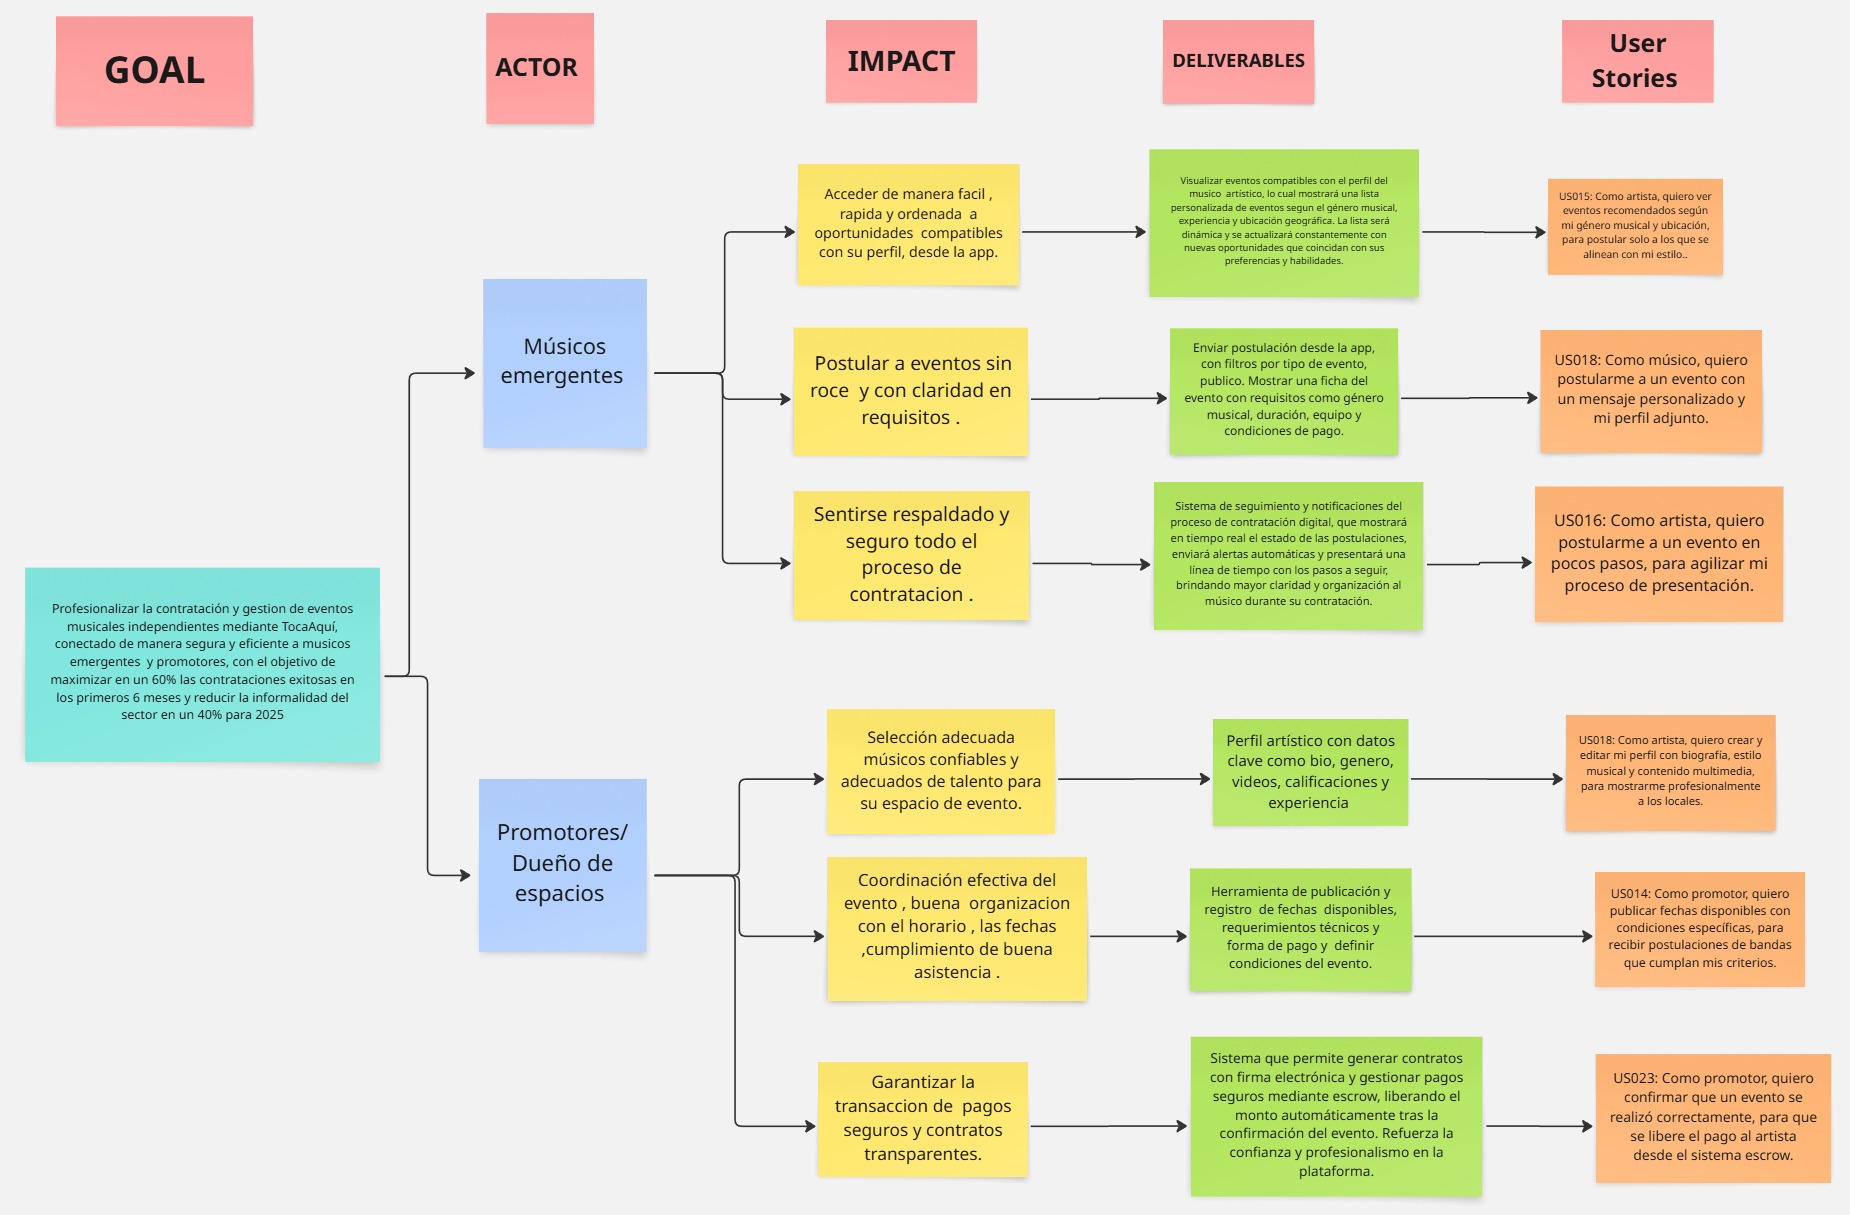 GOAL
ACTOR
IMPACT
DELIVERABLES
User
Stories
Profesionalizar la contratación y gestion de eventos
musicales independientes mediante TocaAquí,
conectado de manera segura y eficiente a musicos
emergentes y promotores, con el objetivo de
maximizar en un 60% las contrataciones exitosas en
los primeros 6 meses y reducir la informalidad del
sector en un 40% para 2025
Músicos
emergentes
Acceder de manera facil ,
rapida y ordenada a
oportunidades compatibles
con su perfil, desde la app.
Visualizar eventos compatibles con el perfil del
musico artístico, lo cual mostrará una lista
personalizada de eventos segun el género musical,
experiencia y ubicación geográfica. La lista será
dinámica y se actualizará constantemente con
nuevas oportunidades que coincidan con sus
preferencias y habilidades.
US015: Como artista, quiero ver
eventos recomendados según
mi género musical y ubicación,
para postular solo a los que se
alinean con mi estilo..
Postular a eventos sin
roce y con claridad en
requisitos .
Enviar postulación desde la app,
con filtros por tipo de evento,
publico. Mostrar una ficha del
evento con requisitos como género
musical, duración, equipo y
condiciones de pago.
US018: Como músico, quiero
postularme a un evento con
un mensaje personalizado y
mi perfil adjunto.
Sentirse respaldado y
seguro todo el
proceso de
contratacion .
Sistema de seguimiento y notificaciones del
proceso de contratación digital, que mostrará
en tiempo real el estado de las postulaciones,
enviará alertas automáticas y presentará una
línea de tiempo con los pasos a seguir,
brindando mayor claridad y organización al
músico durante su contratación.
US016: Como artista, quiero
postularme a un evento en
pocos pasos, para agilizar mi
proceso de presentación.
Promotores/
Dueño de
espacios
Selección adecuada
músicos confiables y
adecuados de talento para
su espacio de evento.
Perfil artístico con datos
clave como bio, genero,
videos, calificaciones y
experiencia
US018: Como artista, quiero crear y
editar mi perfil con biografía, estilo
musical y contenido multimedia,
para mostrarme profesionalmente
a los locales.
Coordinación efectiva del
evento , buena organizacion
con el horario , las fechas
,cumplimiento de buena
asistencia .
Herramienta de publicación y
registro de fechas disponibles,
requerimientos técnicos y
forma de pago y definir
condiciones del evento.
US014: Como promotor, quiero
publicar fechas disponibles con
condiciones específicas, para
recibir postulaciones de bandas
que cumplan mis criterios.
Garantizar la
transaccion de pagos
seguros y contratos
transparentes.
Sistema que permite generar contratos
con firma electrónica y gestionar pagos
seguros mediante escrow, liberando el
monto automáticamente tras la
confirmación del evento. Refuerza la
confianza y profesionalismo en la
plataforma.
US023: Como promotor, quiero
confirmar que un evento se
realizó correctamente, para que
se libere el pago al artista
desde el sistema escrow.